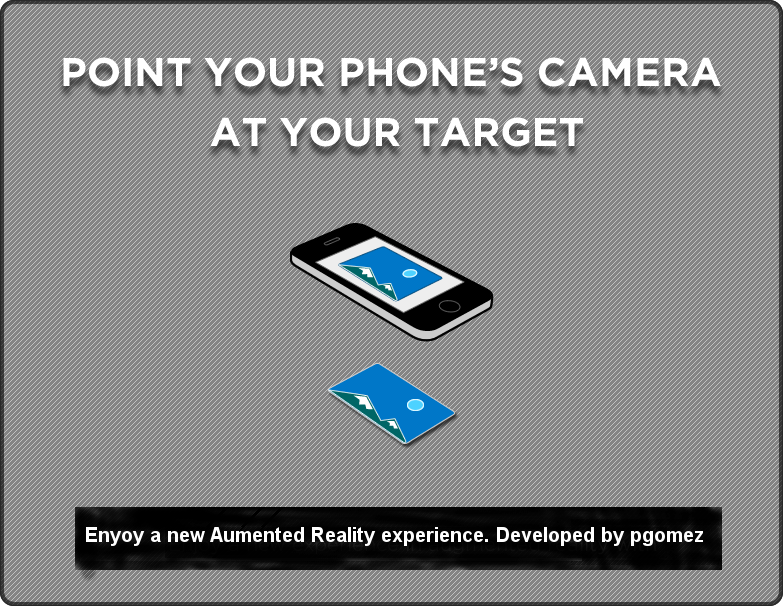 POINT YOUR PHONE’S CAMERA
AT YOUR TARGET
Enyoy a new Aumented Reality experience. Developed by pgomez